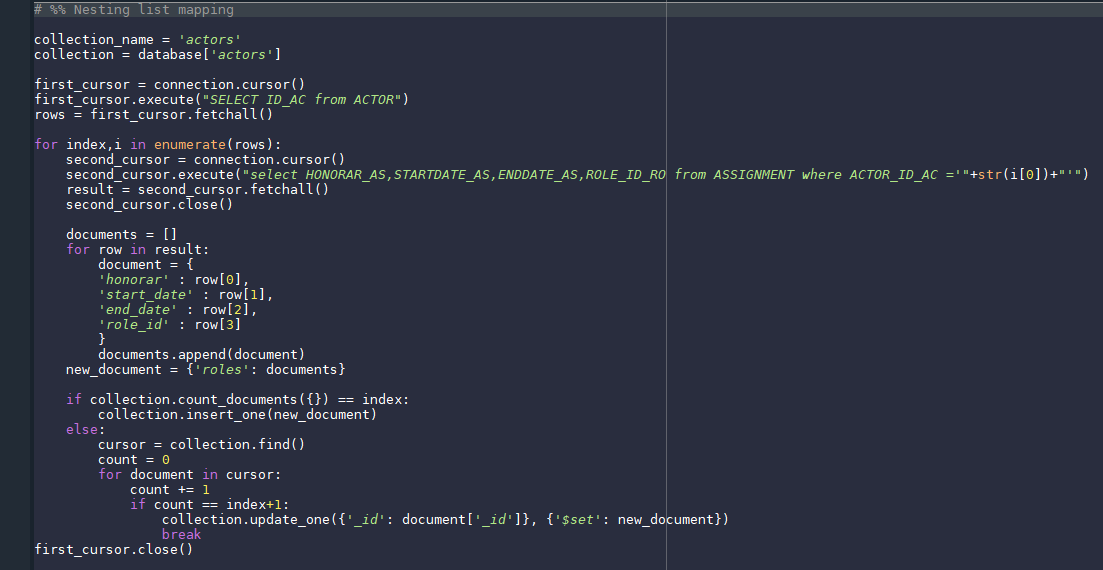 # %% Nesting list mapping
collection_name = 'actors'
collection = database['actors']
first_cursor = connection.cursor()
first_cursor.execute("SELECT ID_AC from ACTOR")
rows = first_cursor.fetchall()
for index,i in enumerate(rows):
    second_cursor = connection.cursor()
    second_cursor.execute("select HONORAR_AS,STARTDATE_AS,ENDDATE_AS,ROLE_ID_RO from ASSIGNMENT where ACTOR_ID_AC ='"+str(i[0])+"'")
    result = second_cursor.fetchall()
    second_cursor.close()
    documents = []
    for row in result:
        document = {
        'honorar' : row[0],
        'start_date' : row[1],
        'end_date' : row[2],
        'role_id' : row[3]
        }
        documents.append(document)
    new_document = {'roles': documents}
    if collection.count_documents({}) == index:
        collection.insert_one(new_document)
    else:
        cursor = collection.find()
        count = 0
        for document in cursor:
            count += 1
            if count == index+1:
                collection.update_one({'_id': document['_id']}, {'$set': new_document})
                break
first_cursor.close()